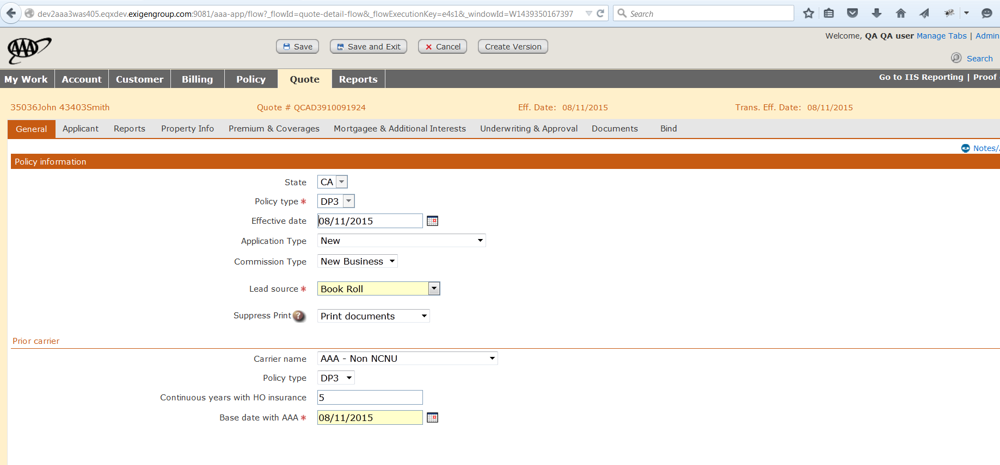 dev2aaa3was405.eqxdev.exigengroup.com:9081/aaa-app/flow?_flowId=quote-detail-flow&_flowExecutionKey=e4s1&_windowId=W1439350167397 Search
Welcome, QA QA user Manage Tabs | Admin
AAA Save Save and Exit Cancel Create Version
Search
My Work Account Customer Billing Policy Quote Reports Go to IIS Reporting | Proof
35036John 43403Smith Quote # QCAD3910091924 Eff. Date: 08/11/2015 Trans. Eff. Date: 08/11/2015
General Applicant Reports Property Info Premium & Coverages Mortgagee & Additional Interests Underwriting & Approval Documents Bind
Notes/
Policy information
State CA
Policy type * DP3
Effective date 08/11/2015
Application Type New
Commission Type New Business
Lead source * Book Roll
Suppress Print ? Print documents
Prior carrier
Carrier name AAA - Non NCNU
Policy type DP3
Continuous years with HO insurance 5
Base date with AAA * 08/11/2015